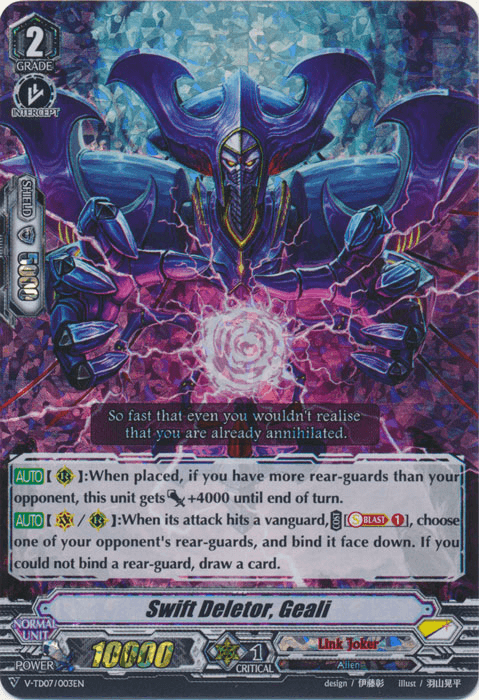 2
GRADE
INTERCEPT
SHIELD
5000
So fast that even you wouldn't realise
that you are already annihilated.
AUTO [ R ]:When placed, if you have more rear-guards than your
opponent, this unit gets +4000 until end of turn.
AUTO [ V / R ]:When its attack hits a vanguard, COST [ BLAST 1 ], choose
one of your opponent's rear-guards, and bind it face down. If you
could not bind a rear-guard, draw a card.
Swift Deletor, Geali
NORMAL
UNIT
Link Joker
Alien
POWER 10000
1
CRITICAL
V-TD07/003EN
design / 伊藤彰 illust / 羽山晃平